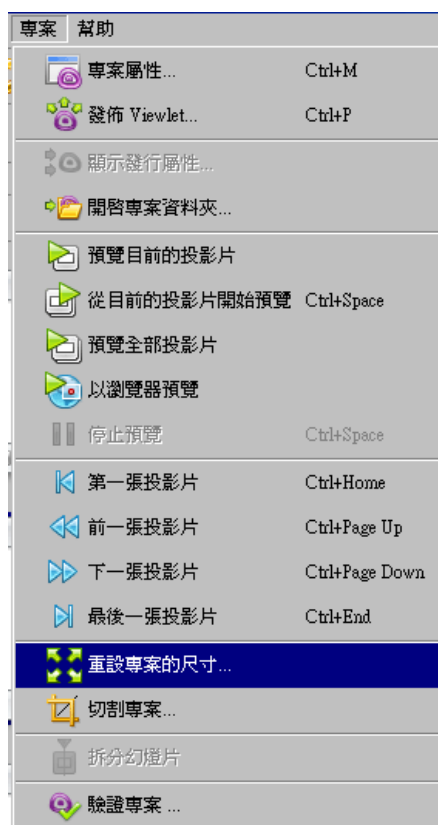 專案 幫助
專案屬性... Ctrl+M
發佈 Viewlet... Ctrl+P
顯示發行屬性...
開啟專案資料夾...
預覽目前的投影片
從目前的投影片開始預覽 Ctrl+Space
預覽全部投影片
以瀏覽器預覽
停止預覽 Ctrl+Space
第一張投影片 Ctrl+Home
前一張投影片 Ctrl+Page Up
下一張投影片 Ctrl+Page Down
最後一張投影片 Ctrl+End
重設專案的尺寸...
切割專案...
拆分幻燈片
驗證專案 ...